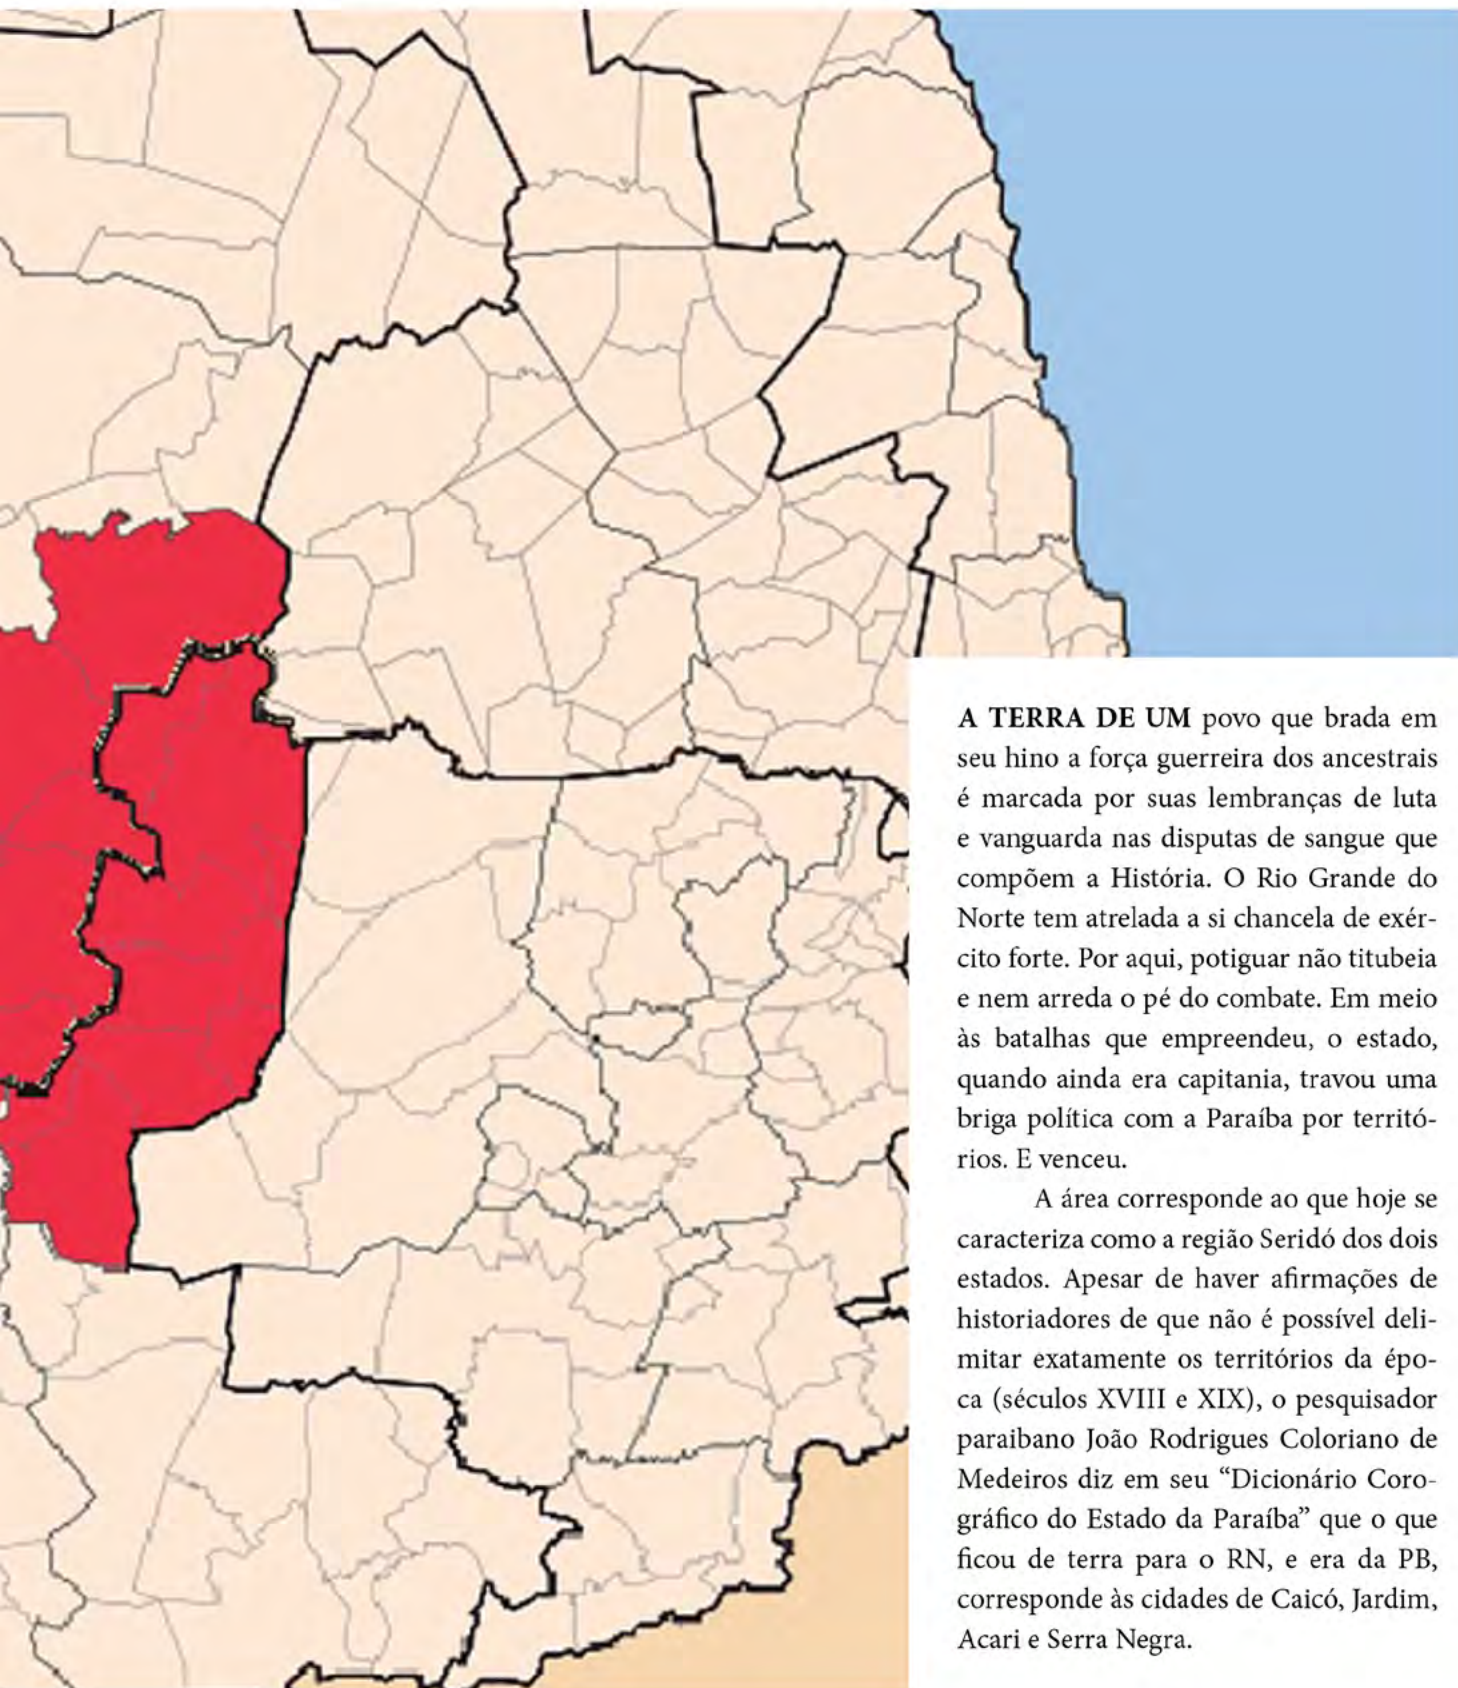 A TERRA DE UM povo que brada em
seu hino a força guerreira dos ancestrais
é marcada por suas lembranças de luta
e vanguarda nas disputas de sangue que
compõem a História. O Rio Grande do
Norte tem atrelada a si chancela de exér-
cito forte. Por aqui, potiguar não titubeia
e nem arreda o pé do combate. Em meio
às batalhas que empreendeu, o estado,
quando ainda era capitania, travou uma
briga política com a Paraíba por territó-
rios. E venceu.
A área corresponde ao que hoje se
caracteriza como a região Seridó dos dois
estados. Apesar de haver afirmações de
historiadores de que não é possível deli-
mitar exatamente os territórios da épo-
ca (séculos XVIII e XIX), o pesquisador
paraibano João Rodrigues Coloriano de
Medeiros diz em seu “Dicionário Coro-
gráfico do Estado da Paraíba” que o que
ficou de terra para o RN, e era da PB,
corresponde às cidades de Caicó, Jardim,
Acari e Serra Negra.